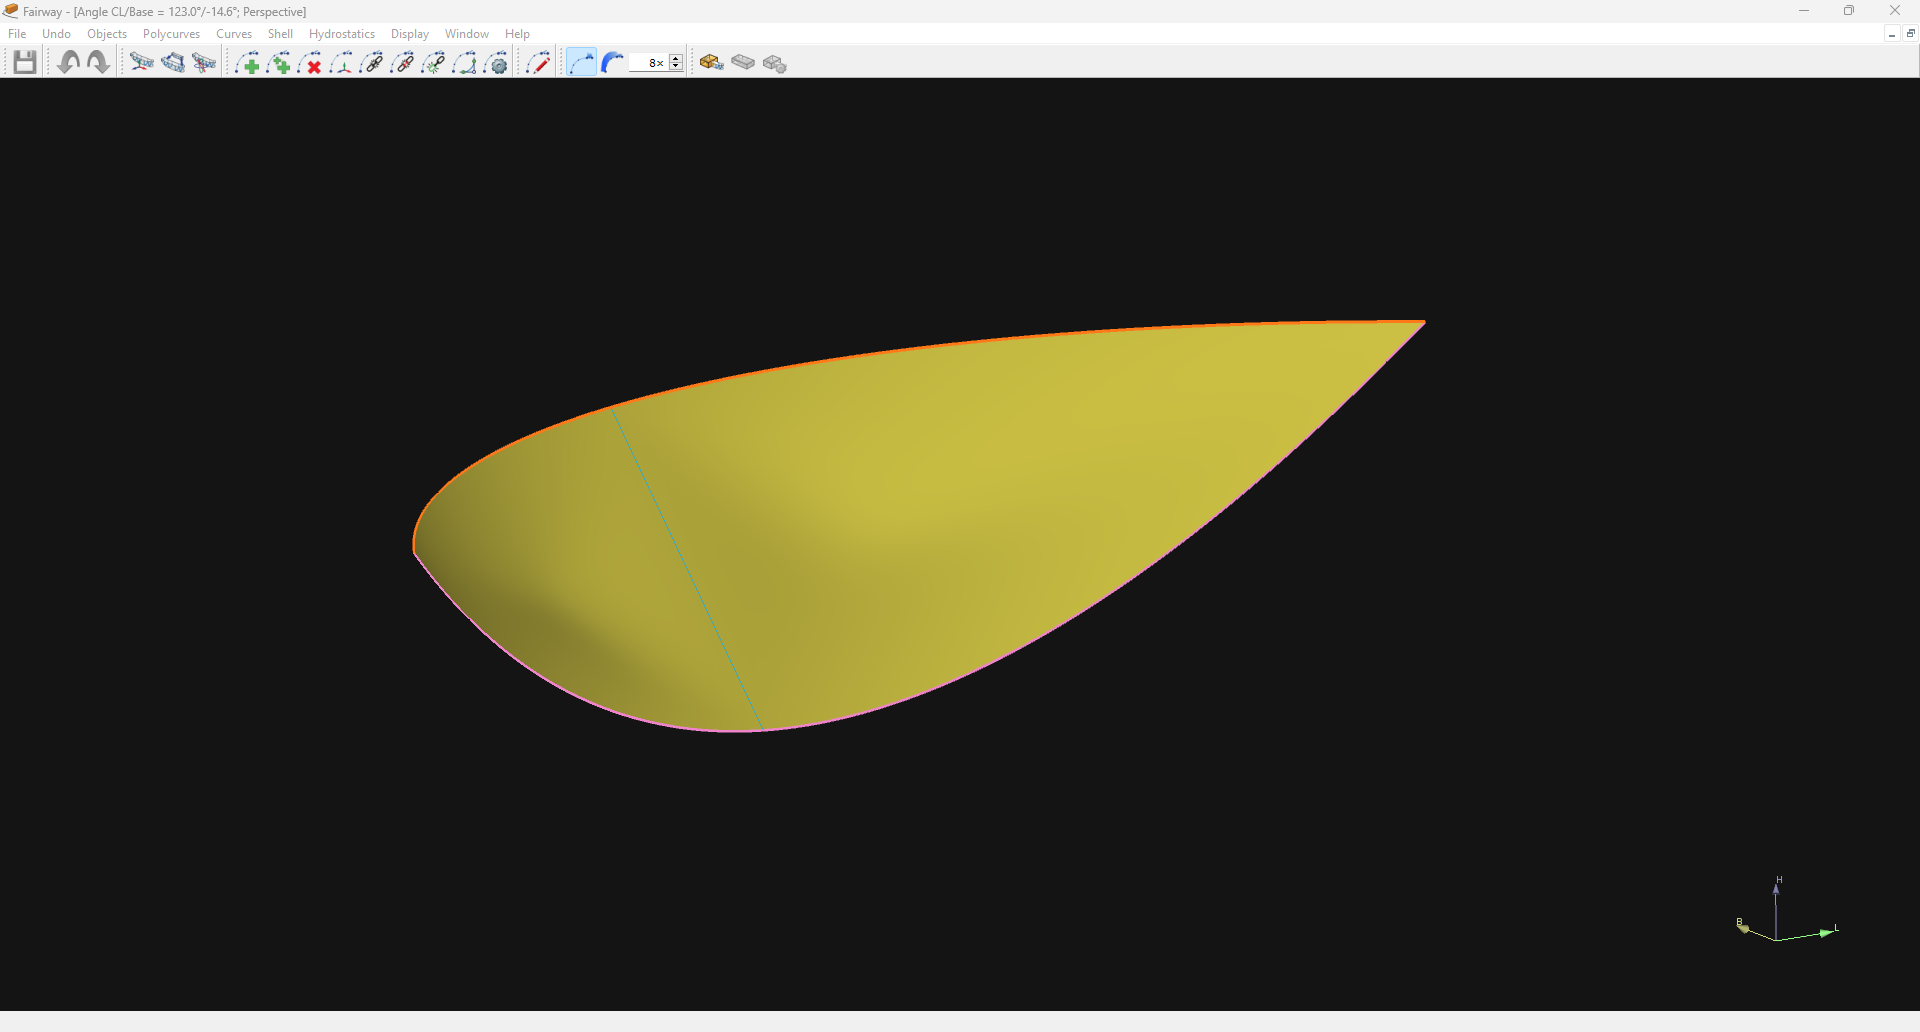 Fairway - [Angle CL/Base = 123.0°/-14.6°; Perspective]
File Undo Objects Polycurves Curves Shell Hydrostatics Display Window Help
8×
H
B
L